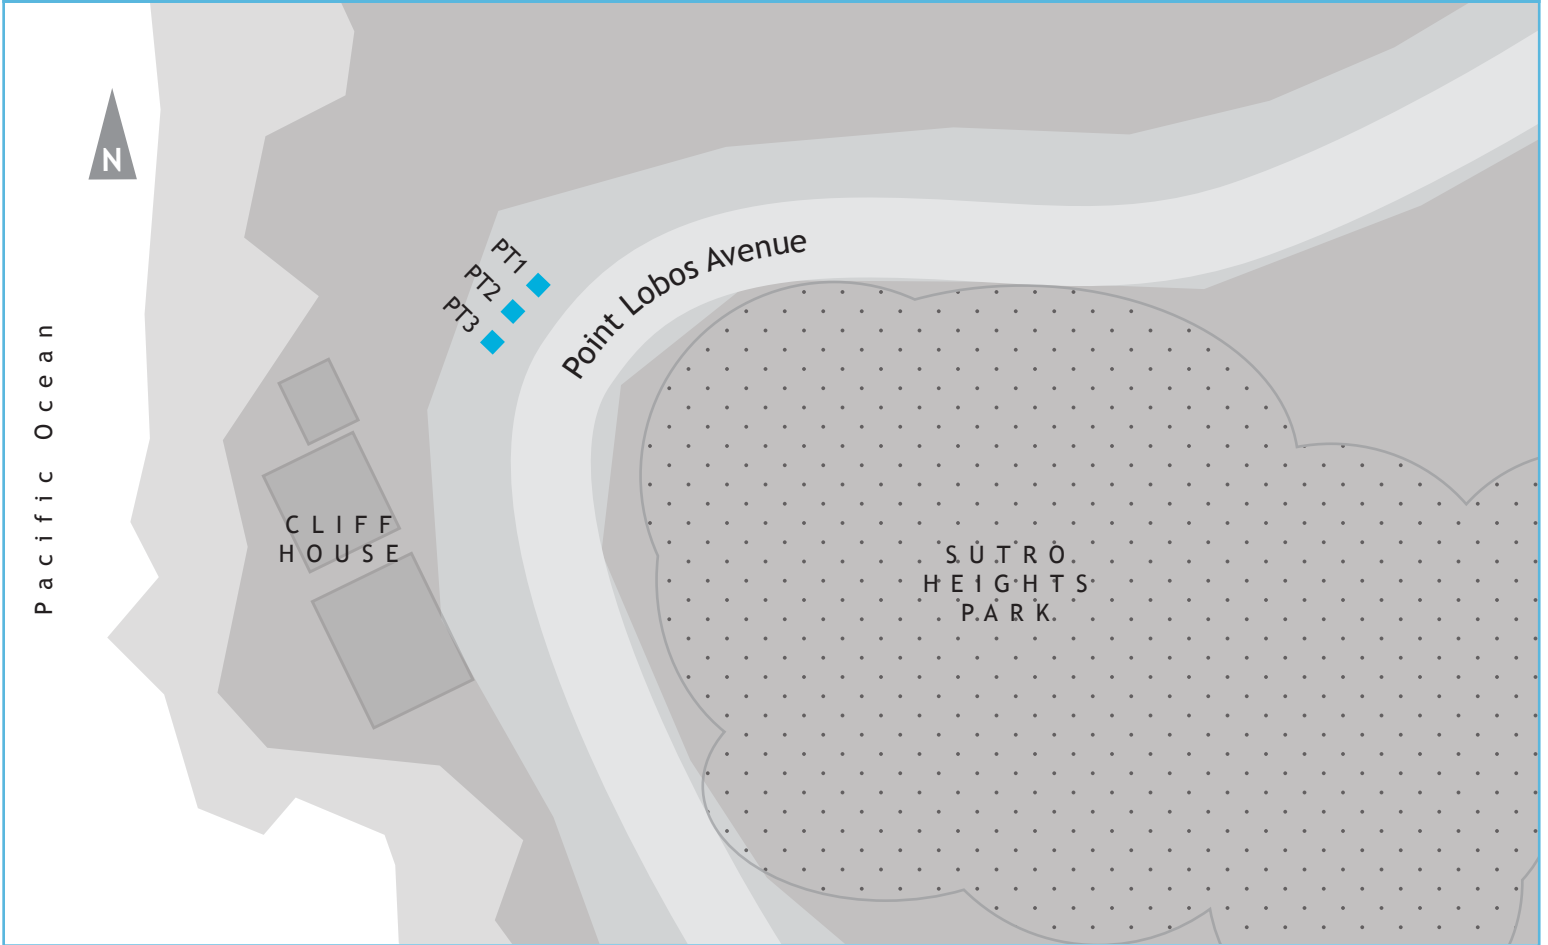 N
PT1
PT2
PT3
Point Lobos Avenue
Pacific Ocean
CLIFF
HOUSE
SUTRO
HEIGHTS
PARK